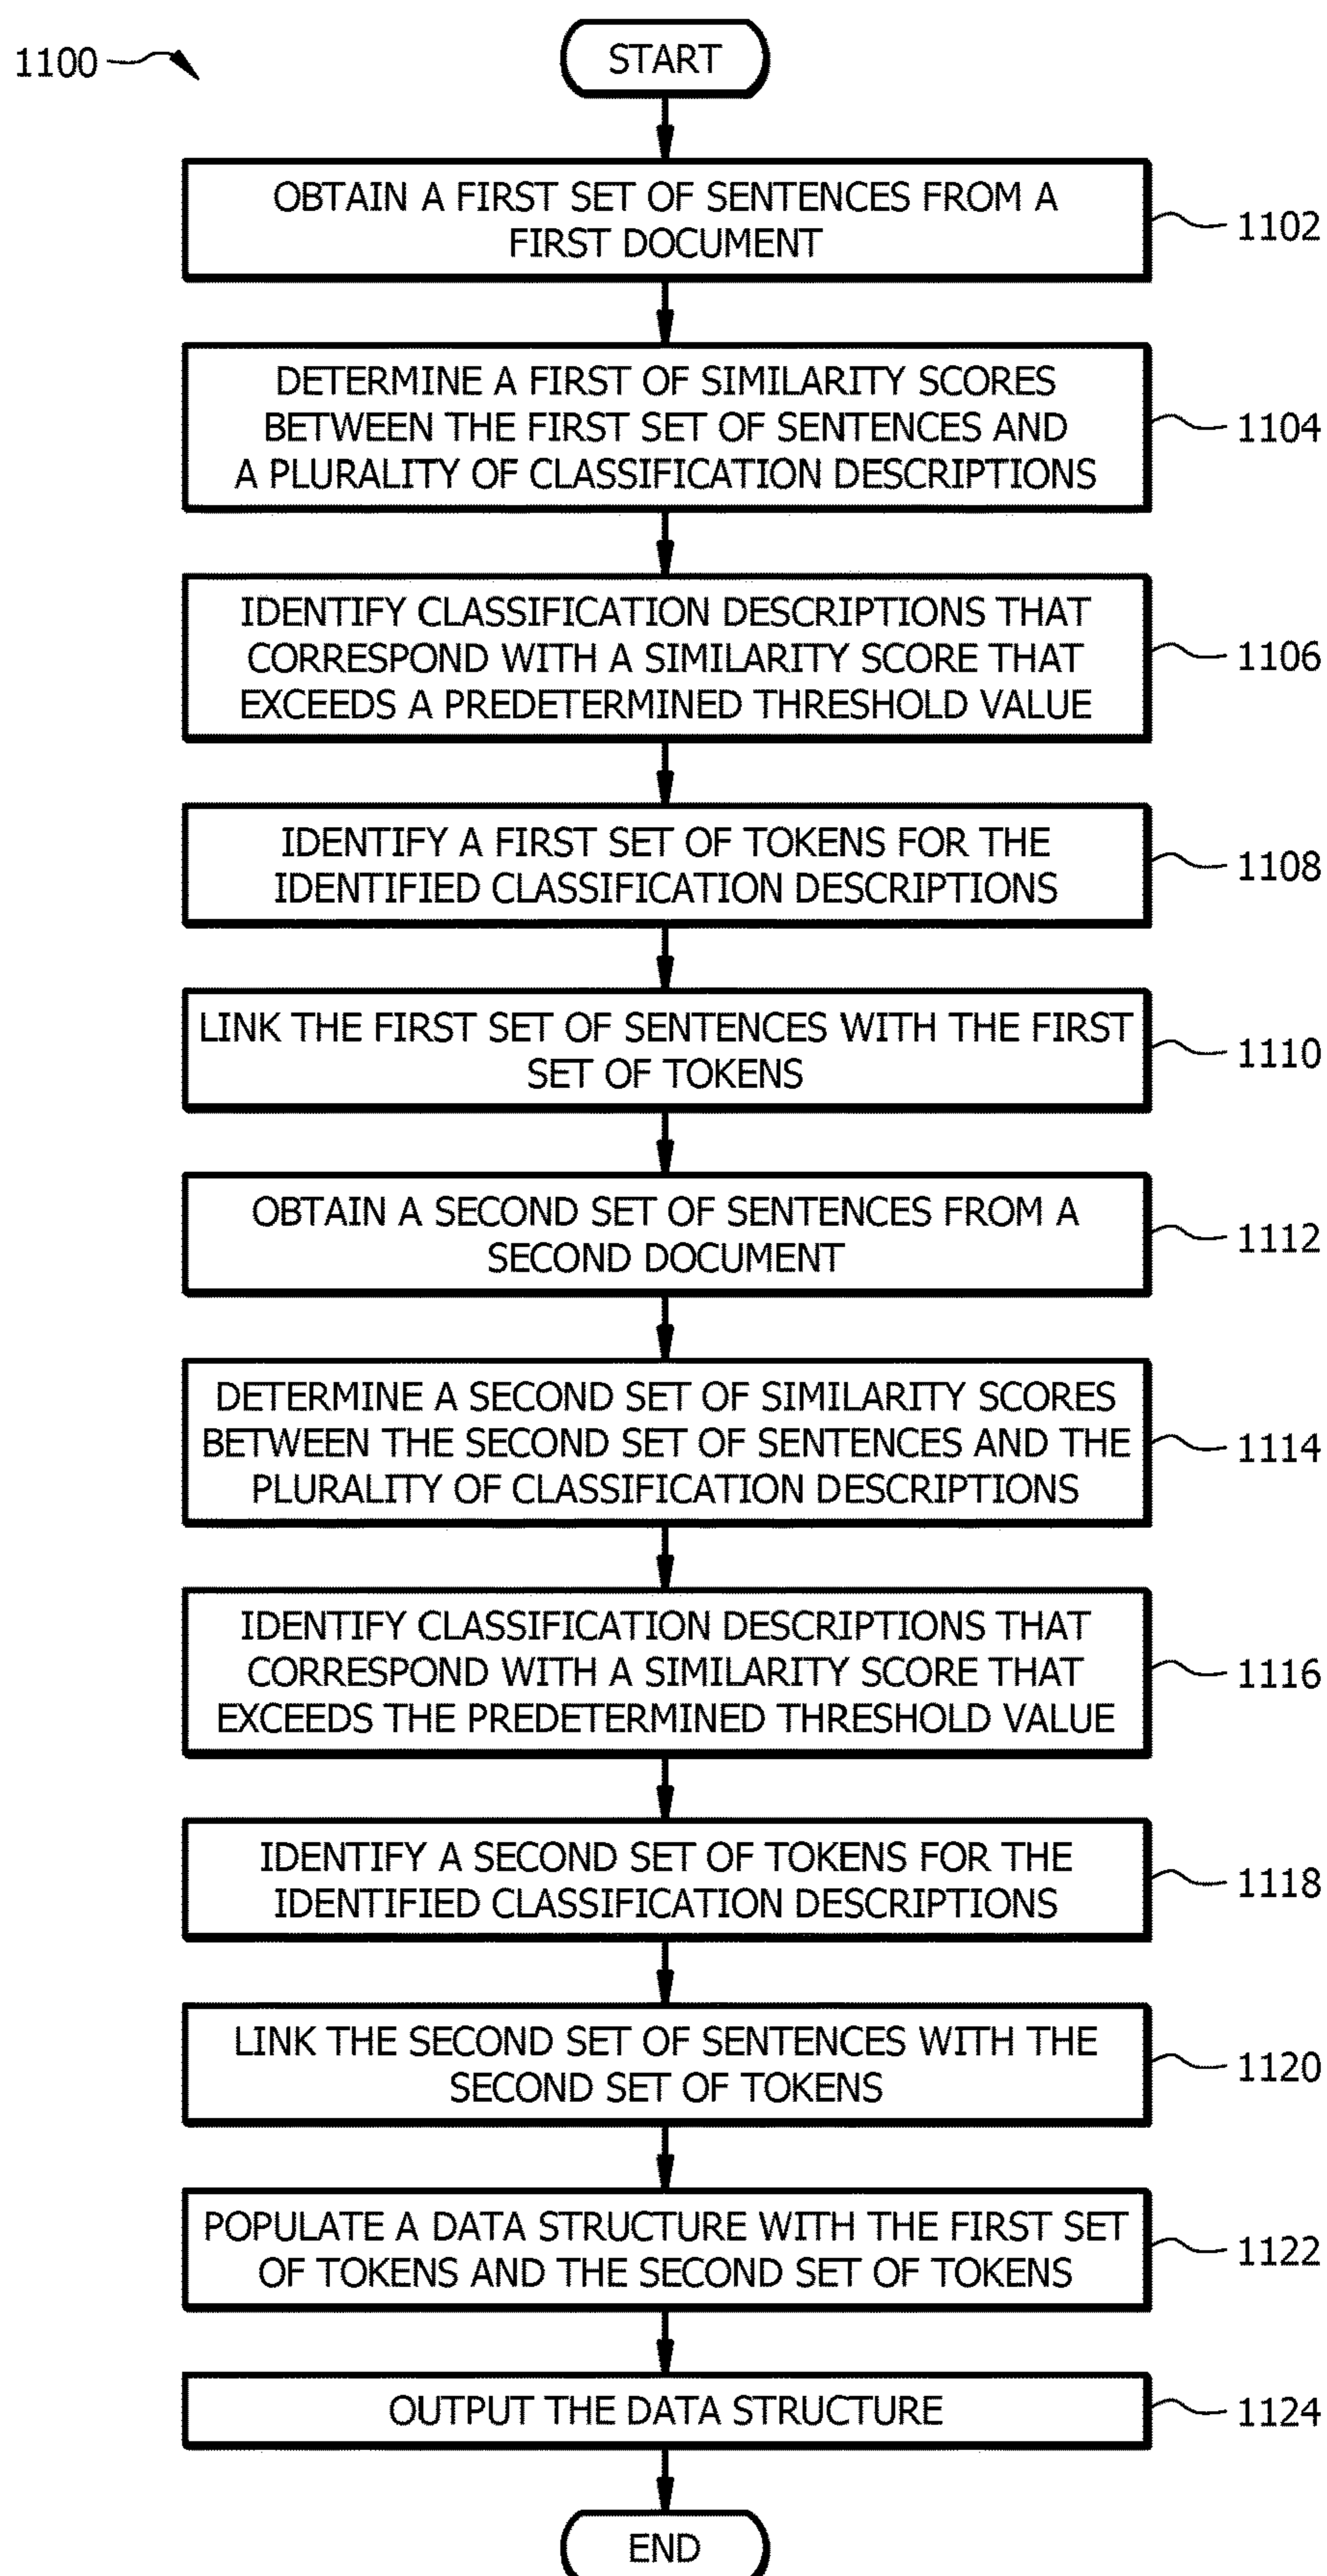 1100
START
OBTAIN A FIRST SET OF SENTENCES FROM A
FIRST DOCUMENT
1102
DETERMINE A FIRST OF SIMILARITY SCORES
BETWEEN THE FIRST SET OF SENTENCES AND
A PLURALITY OF CLASSIFICATION DESCRIPTIONS
1104
IDENTIFY CLASSIFICATION DESCRIPTIONS THAT
CORRESPOND WITH A SIMILARITY SCORE THAT
EXCEEDS A PREDETERMINED THRESHOLD VALUE
1106
IDENTIFY A FIRST SET OF TOKENS FOR THE
IDENTIFIED CLASSIFICATION DESCRIPTIONS
1108
LINK THE FIRST SET OF SENTENCES WITH THE FIRST
SET OF TOKENS
1110
OBTAIN A SECOND SET OF SENTENCES FROM A
SECOND DOCUMENT
1112
DETERMINE A SECOND SET OF SIMILARITY SCORES
BETWEEN THE SECOND SET OF SENTENCES AND THE
PLURALITY OF CLASSIFICATION DESCRIPTIONS
1114
IDENTIFY CLASSIFICATION DESCRIPTIONS THAT
CORRESPOND WITH A SIMILARITY SCORE THAT
EXCEEDS THE PREDETERMINED THRESHOLD VALUE
1116
IDENTIFY A SECOND SET OF TOKENS FOR THE
IDENTIFIED CLASSIFICATION DESCRIPTIONS
1118
LINK THE SECOND SET OF SENTENCES WITH THE
SECOND SET OF TOKENS
1120
POPULATE A DATA STRUCTURE WITH THE FIRST SET
OF TOKENS AND THE SECOND SET OF TOKENS
1122
OUTPUT THE DATA STRUCTURE
1124
END